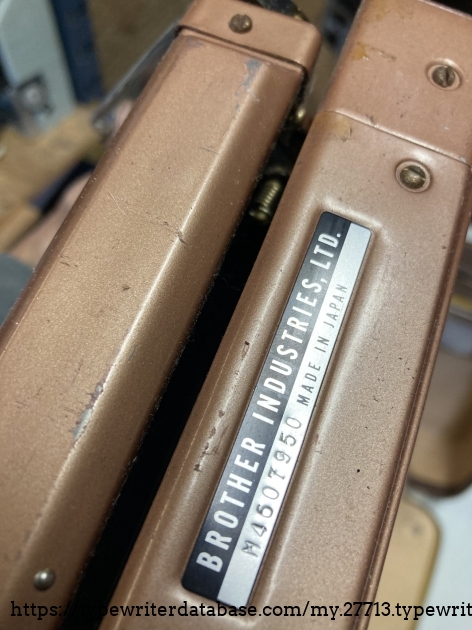 BROTHER INDUSTRIES, LTD.
M4507950 MADE IN JAPAN
https://typewriterdatabase.com/my.27713.typewrit